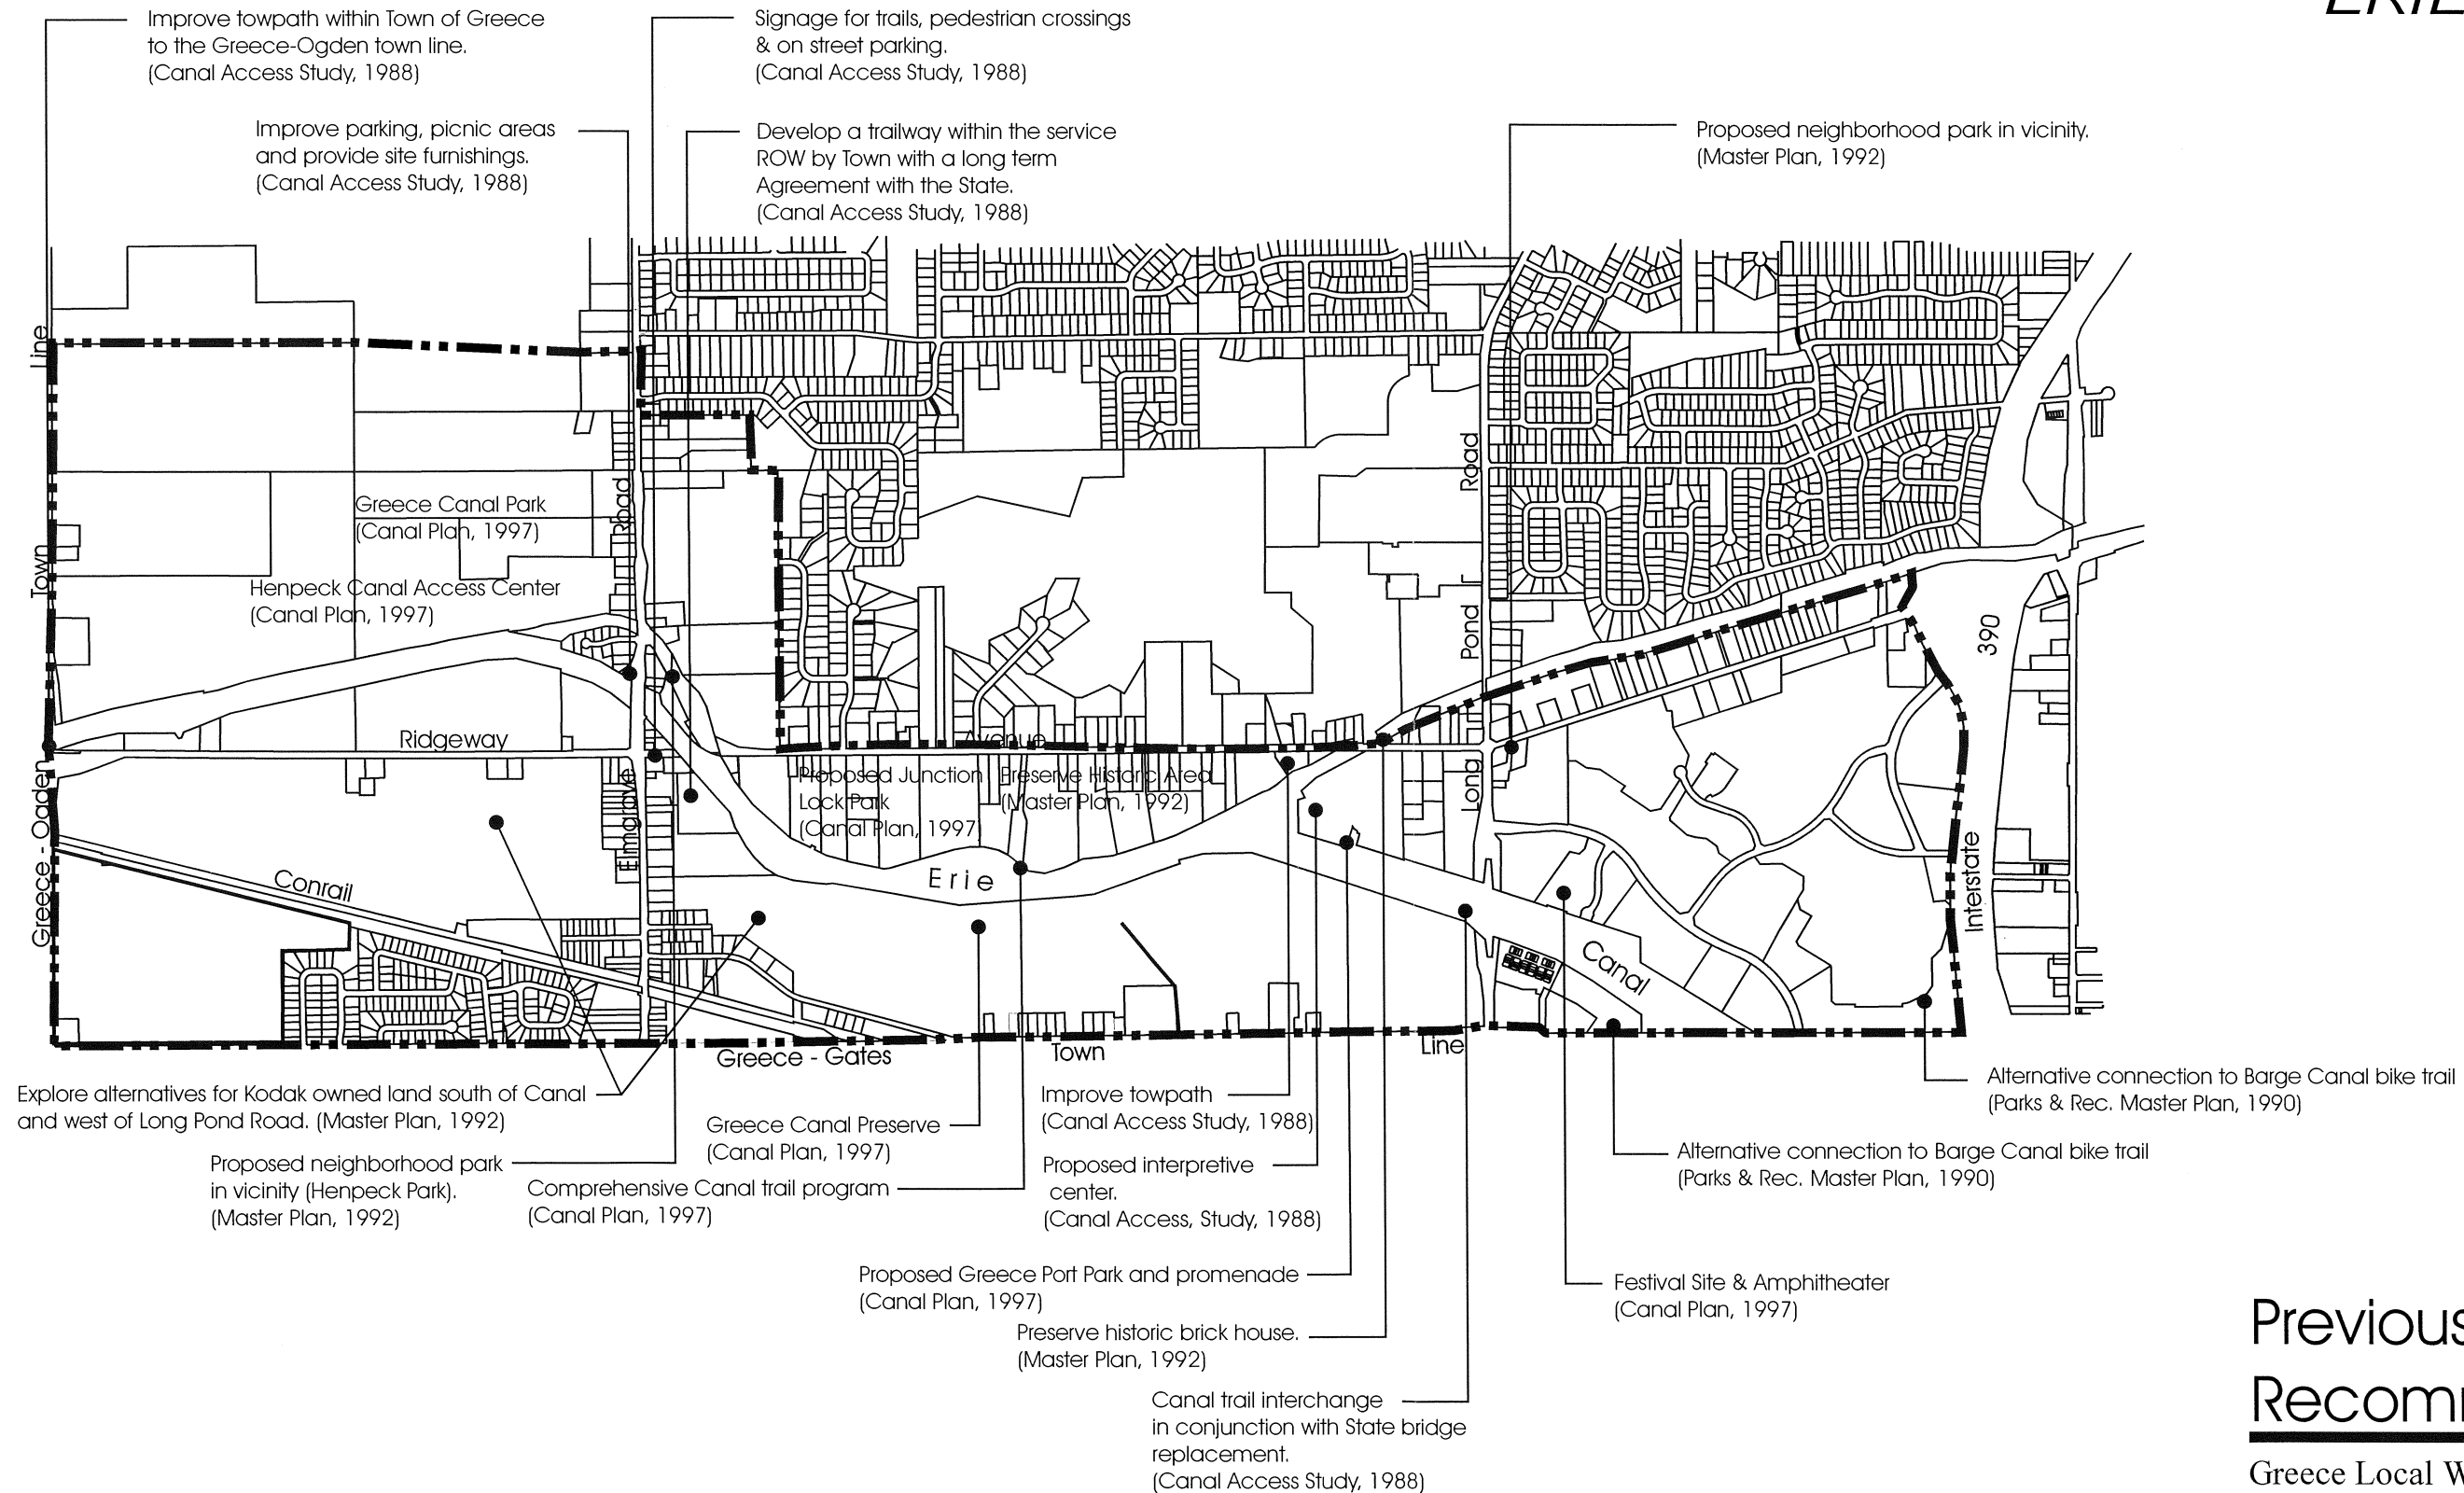 ERIE
Improve towpath within Town of Greece
to the Greece-Ogden town line.
(Canal Access Study, 1988)
Signage for trails, pedestrian crossings
& on street parking.
(Canal Access Study, 1988)
Improve parking, picnic areas
and provide site furnishings.
(Canal Access Study, 1988)
Develop a trailway within the service
ROW by Town with a long term
Agreement with the State.
(Canal Access Study, 1988)
Proposed neighborhood park in vicinity.
(Master Plan, 1992)
Greece - Ogden Town Line
Greece Canal Park
(Canal Plan, 1997)
Henpeck Canal Access Center
(Canal Plan, 1997)
Elmgrove Road
Long Pond Road
390
Interstate
Ridgeway Avenue
Proposed Junction
Lock Park
(Canal Plan, 1997)
Preserve Historic Area
(Master Plan, 1992)
Conrail
Erie Canal
Greece - Gates Town Line
Explore alternatives for Kodak owned land south of Canal
and west of Long Pond Road. (Master Plan, 1992)
Proposed neighborhood park
in vicinity (Henpeck Park).
(Master Plan, 1992)
Greece Canal Preserve
(Canal Plan, 1997)
Comprehensive Canal trail program
(Canal Plan, 1997)
Improve towpath
(Canal Access Study, 1988)
Proposed interpretive
center.
(Canal Access, Study, 1988)
Alternative connection to Barge Canal bike trail
(Parks & Rec. Master Plan, 1990)
Alternative connection to Barge Canal bike trail
(Parks & Rec. Master Plan, 1990)
Proposed Greece Port Park and promenade
(Canal Plan, 1997)
Preserve historic brick house.
(Master Plan, 1992)
Festival Site & Amphitheater
(Canal Plan, 1997)
Canal trail interchange
in conjunction with State bridge
replacement.
(Canal Access Study, 1988)
Previous
Recom
Greece Local W